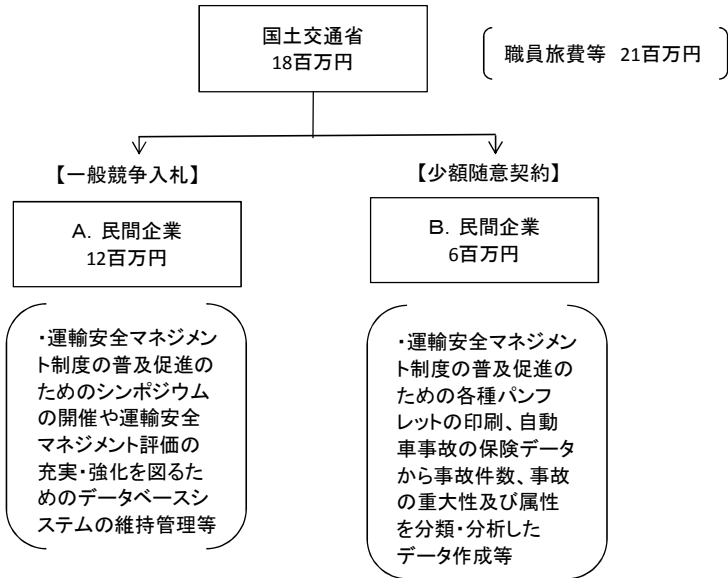 国土交通省
18百万円
職員旅費等 21百万円
【一般競争入札】
【少額随意契約】
A. 民間企業
12百万円
B. 民間企業
6百万円
・運輸安全マネジメン
ト制度の普及促進の
ためのシンポジウム
の開催や運輸安全
マネジメント評価の
充実・強化を図るた
めのデータベースシ
ステムの維持管理等
・運輸安全マネジメン
ト制度の普及促進の
ための各種パンフ
レットの印刷、自動
車事故の保険データ
から事故件数、事故
の重大性及び属性
を分類・分析した
データ作成等